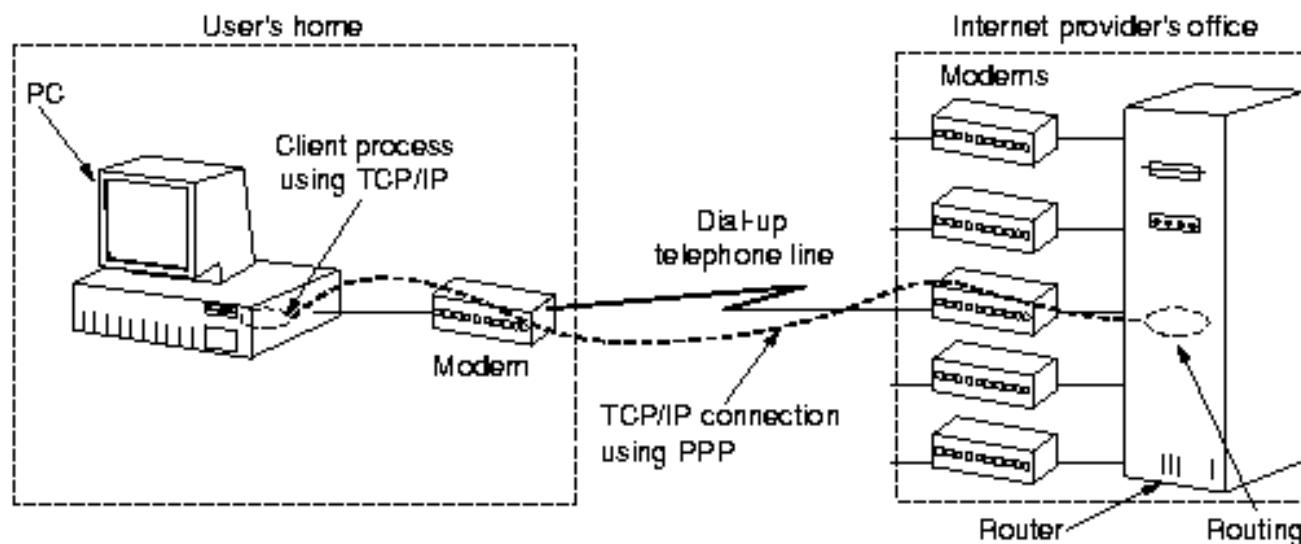 User's home
Internet provider's office
PC
Modems
Client process
using TCP/IP
Dial-up
telephone line
Modem
TCP/IP connection
using PPP
Router
Routing